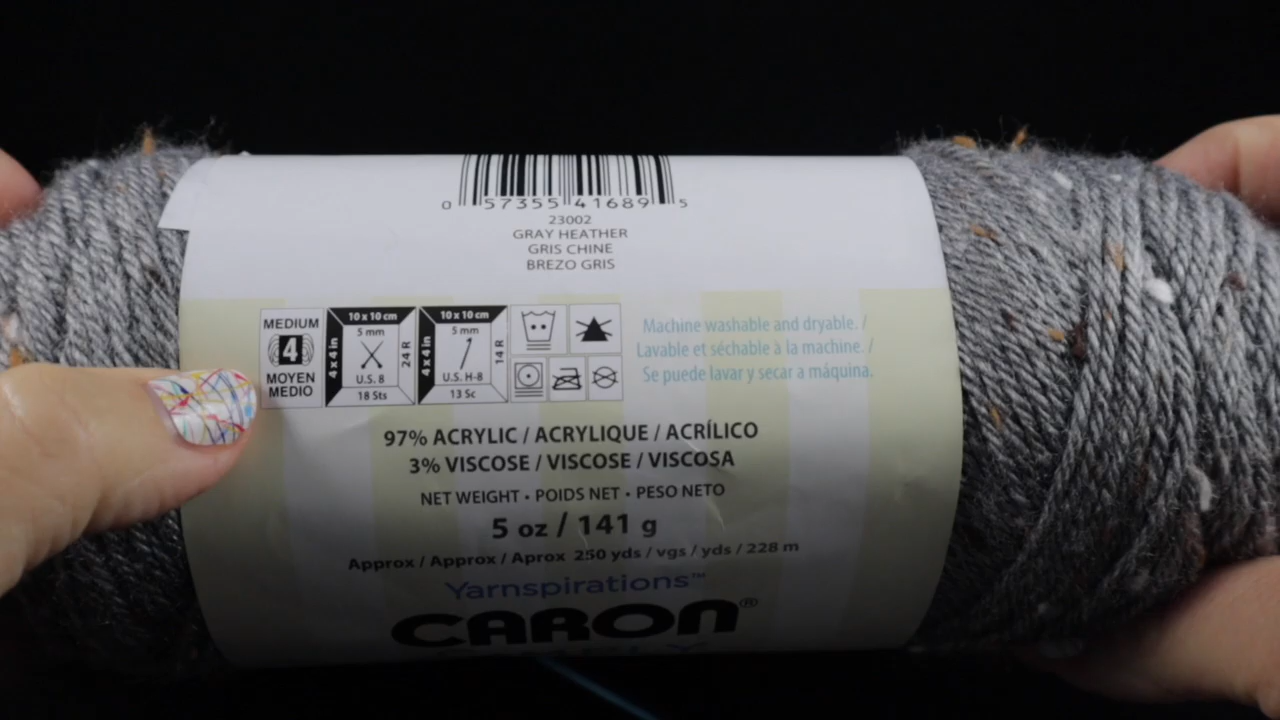 0 57355 41689 5
23002
GRAY HEATHER
GRIS CHINE
BREZO GRIS
MEDIUM
4
MOYEN
MEDIO
10 x 10 cm
4 x 4 in
5 mm
24 R
U.S. 8
18 Sts
10 x 10 cm
4 x 4 in
5 mm
14 R
U.S. H-8
13 Sc
Machine washable and dryable. /
Lavable et séchable à la machine. /
Se puede lavar y secar a máquina.
97% ACRYLIC / ACRYLIQUE / ACRÍLICO
3% VISCOSE / VISCOSE / VISCOSA
NET WEIGHT • POIDS NET • PESO NETO
5 oz / 141 g
Approx / Approx / Aprox 250 yds / vgs / yds / 228 m
Yarnspirations™
CARON®